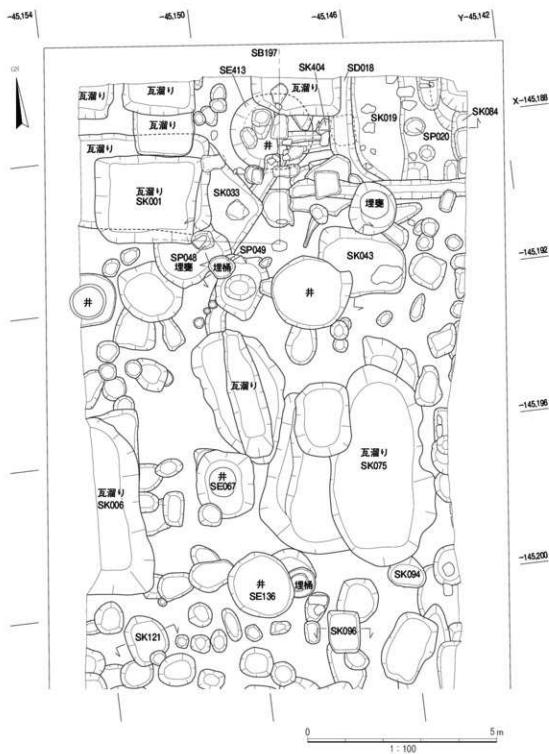 -45,154
-45,150
-45,146
Y-45,142
SB197
SE413
SK404
SD018
GN
瓦溜り
瓦溜り
瓦溜り
SK019
SK084
X-145,188
瓦溜り
SP020
瓦溜り
井
瓦溜り
SK001
SK033
埋甕
SP048
埋甕
SP049
埋桶
SK043
-145,192
井
井
瓦溜り
-145,196
瓦溜り
SK075
瓦溜り
SK006
井
SE067
-145,200
井
SE136
埋桶
SK094
SK121
SK096
0
5 m
1 : 100